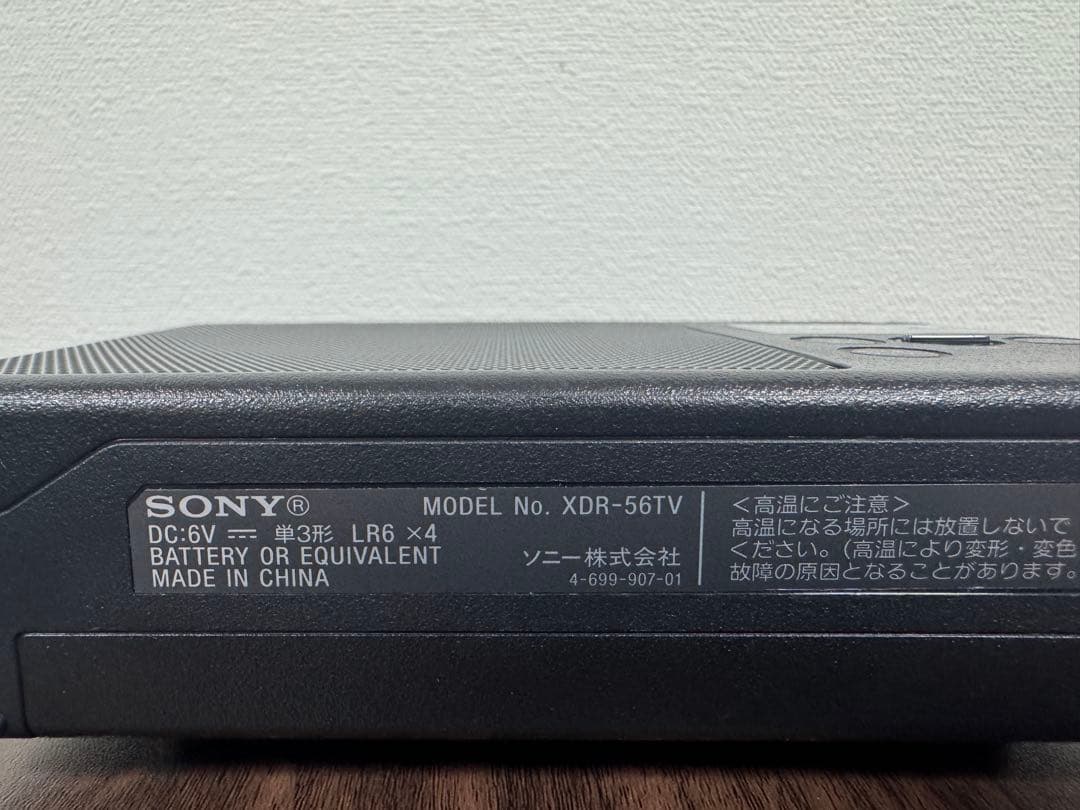 SONY®
MODEL No. XDR-56TV
DC:6V ⎓ 単3形 LR6 ×4
BATTERY OR EQUIVALENT
MADE IN CHINA
ソニー株式会社
4-699-907-01
<高温にご注意>
高温になる場所には放置しないで
ください。(高温により変形・変色
故障の原因となることがあります。